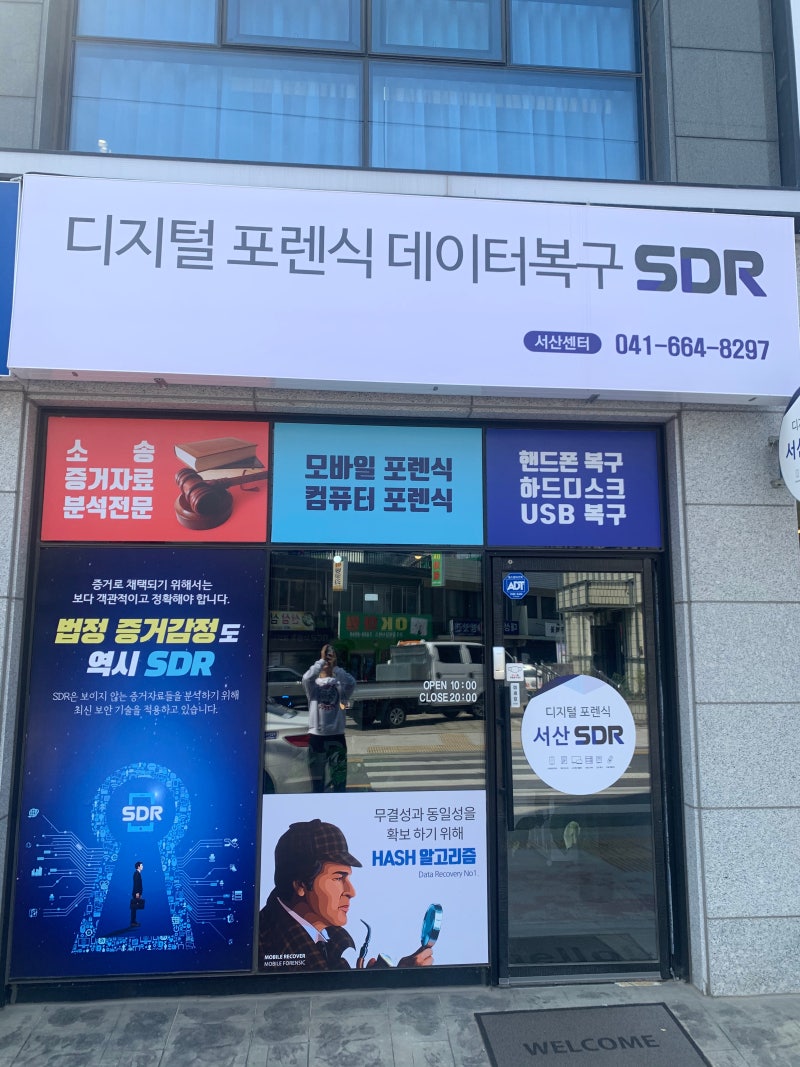 디지털 포렌식 데이터복구 SDR
서산센터 041-664-8297
소 송
증거자료
분석전문
모바일 포렌식
컴퓨터 포렌식
핸드폰 복구
하드디스크
USB 복구
증거로 채택되기 위해서는
보다 객관적이고 정확해야 합니다.
법정 증거감정도
역시 SDR
SDR은 보이지 않는 증거자료들을 분석하기 위해
최신 보안 기술을 적용하고 있습니다.
SDR
OPEN 10:00
CLOSE 20:00
ADT
디지털 포렌식
서산 SDR
무결성과 동일성을
확보 하기 위해
HASH 알고리즘
Data Recovery No1.
MOBILE RECOVER
MOBILE FORENSIC
OK
WELCOME